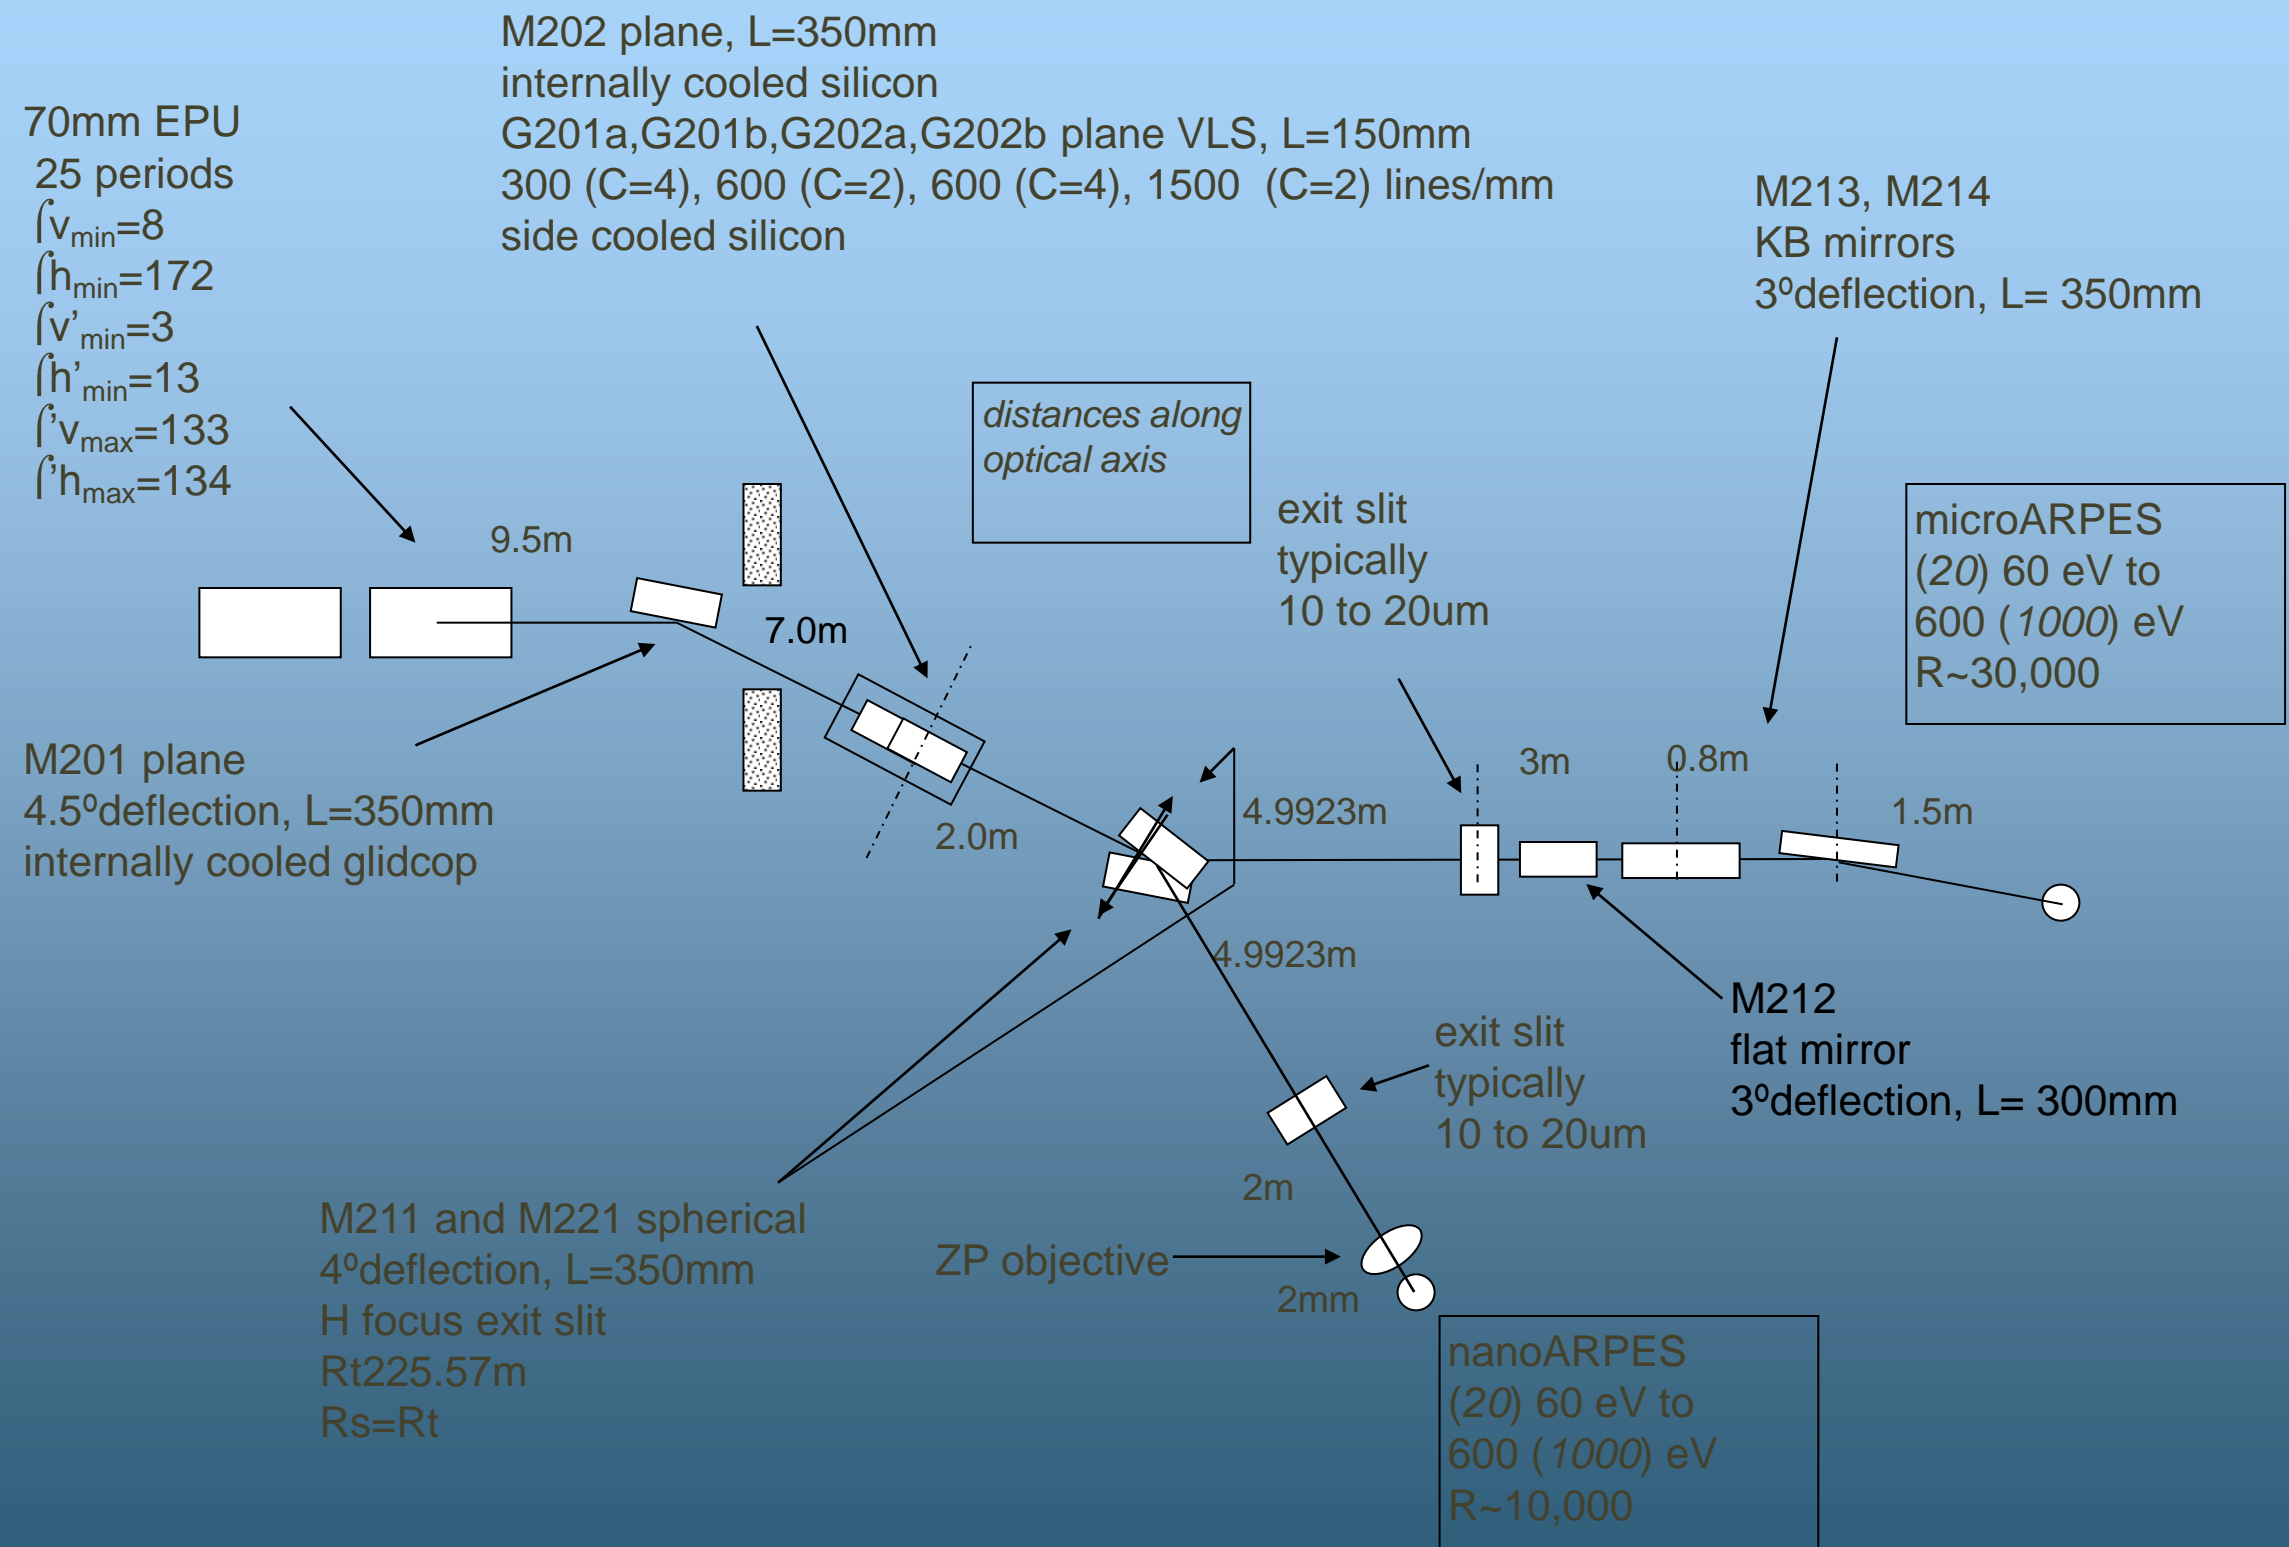 M202 plane, L=350mm
internally cooled silicon
G201a,G201b,G202a,G202b plane VLS, L=150mm
300 (C=4), 600 (C=2), 600 (C=4), 1500 (C=2) lines/mm
side cooled silicon
70mm EPU
25 periods
⌠vmin=8
⌠hmin=172
⌠v’min=3
⌠h’min=13
⌠’vmax=133
⌠’hmax=134
M213, M214
KB mirrors
3ºdeflection, L= 350mm
distances along
optical axis
9.5m
7.0m
exit slit
typically
10 to 20um
microARPES
(20) 60 eV to
600 (1000) eV
R~30,000
M201 plane
4.5ºdeflection, L=350mm
internally cooled glidcop
2.0m
4.9923m
3m
0.8m
1.5m
4.9923m
M212
flat mirror
3ºdeflection, L= 300mm
exit slit
typically
10 to 20um
2m
M211 and M221 spherical
4ºdeflection, L=350mm
H focus exit slit
Rt225.57m
Rs=Rt
ZP objective
2mm
nanoARPES
(20) 60 eV to
600 (1000) eV
R~10,000